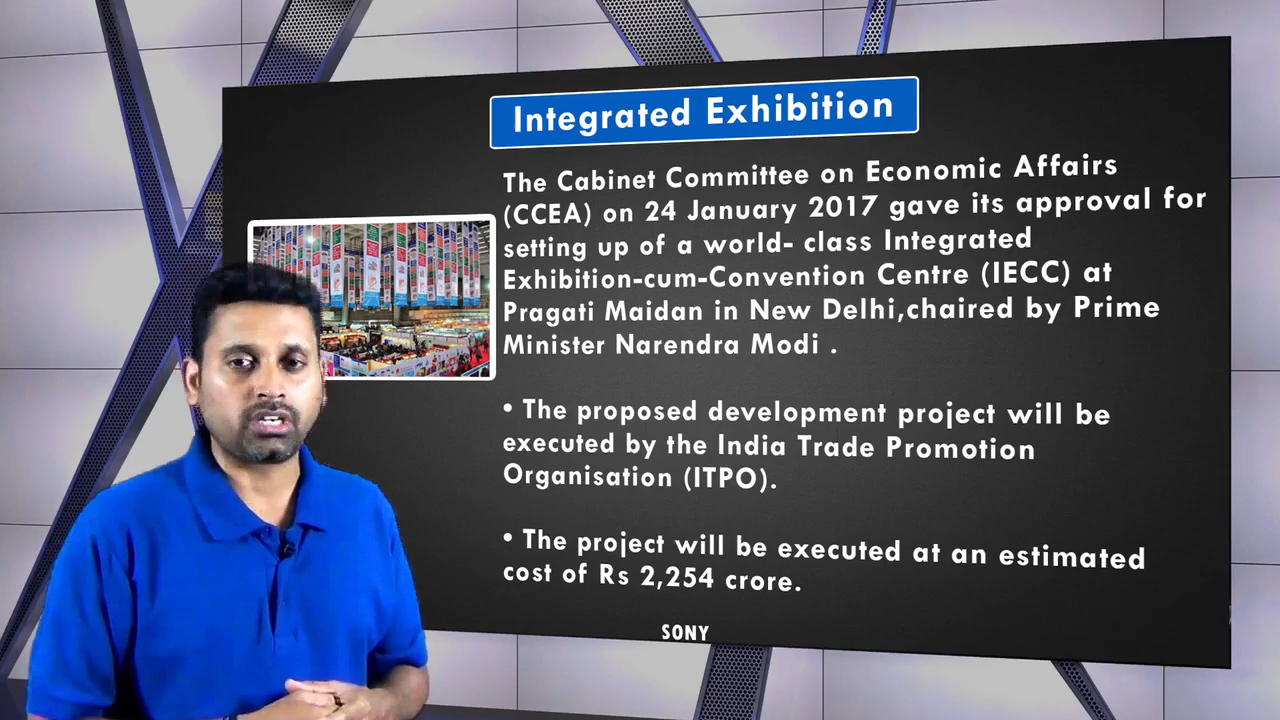 Integrated Exhibition
The Cabinet Committee on Economic Affairs
(CCEA) on 24 January 2017 gave its approval for
setting up of a world- class Integrated
Exhibition-cum-Convention Centre (IECC) at
Pragati Maidan in New Delhi,chaired by Prime
Minister Narendra Modi .
• The proposed development project will be
executed by the India Trade Promotion
Organisation (ITPO).
• The project will be executed at an estimated
cost of Rs 2,254 crore.
SONY